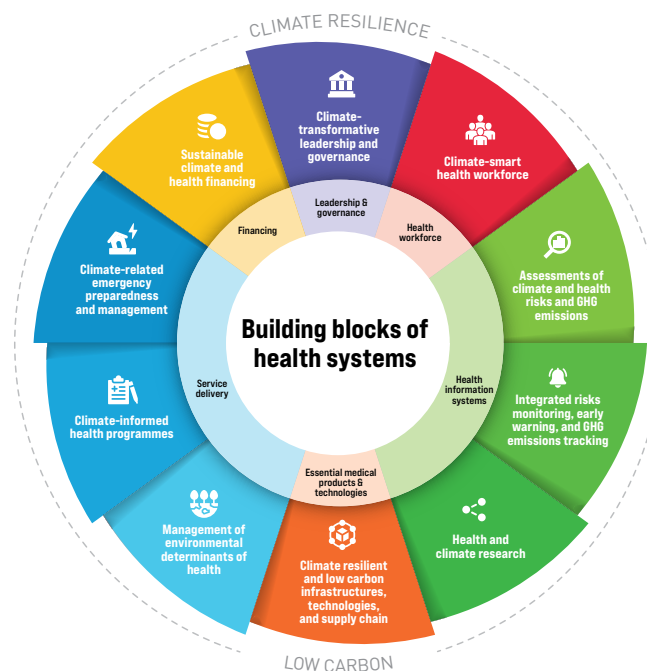 CLIMATE RESILIENCE
Climate-
transformative
leadership and
governance
Climate-smart
health workforce
Assessments of
climate and health
risks and GHG
emissions
Integrated risks
monitoring, early
warning, and GHG
emissions tracking
Health and
climate research
Climate resilient
and low carbon
infrastructures,
technologies,
and supply chain
Management of
environmental
determinants of
health
Climate-informed
health programmes
Climate-related
emergency
preparedness
and management
Sustainable
climate and
health financing
Leadership &
governance
Health
workforce
Health
information
systems
Essential medical
products &
technologies
Service
delivery
Financing
Building blocks of
health systems
LOW CARBON